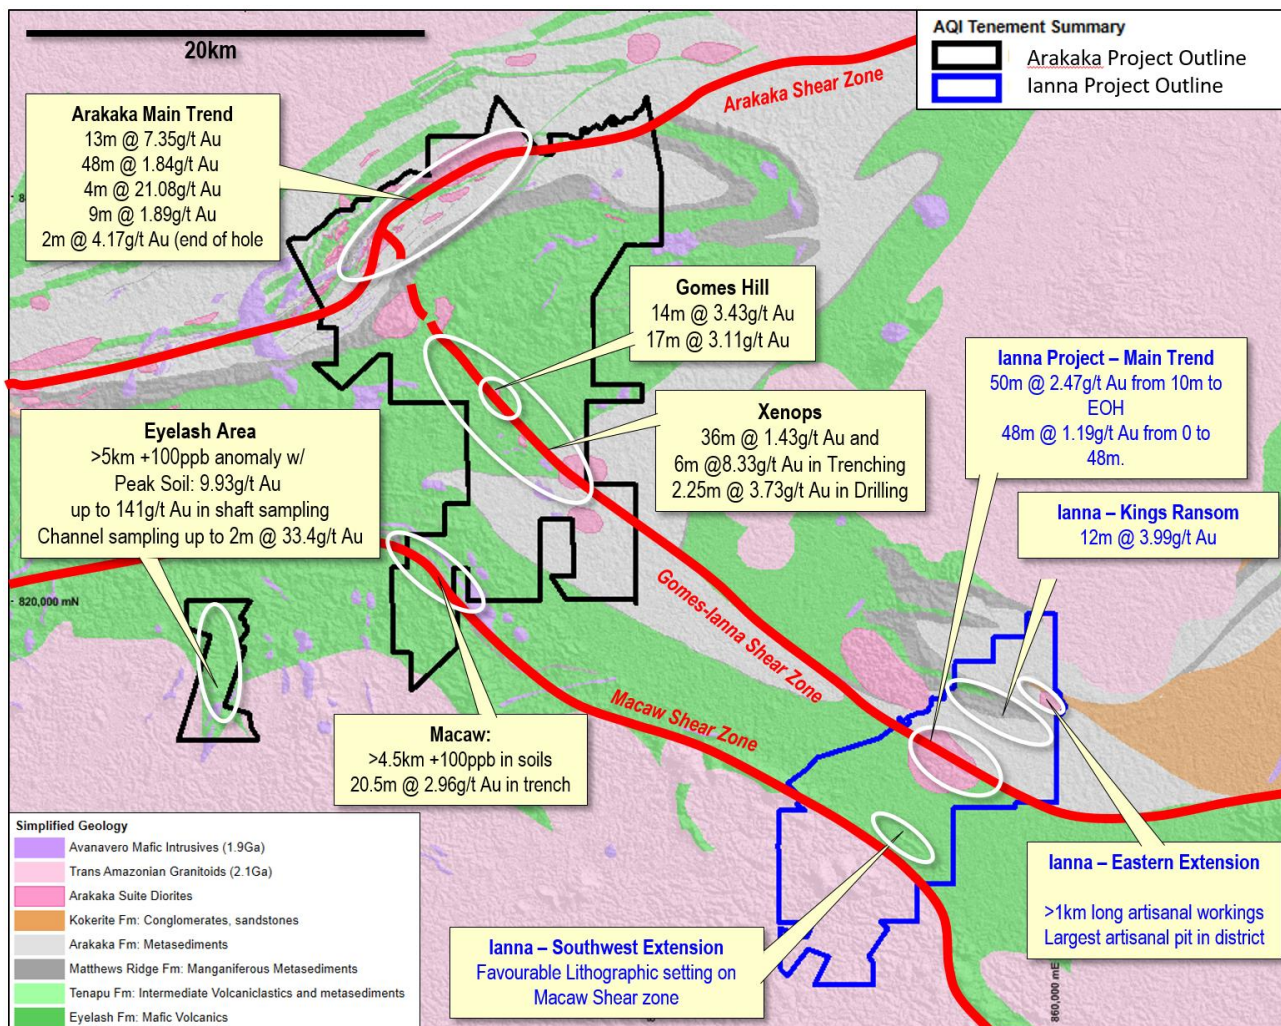 20km
AQI Tenement Summary
Arakaka Project Outline
Ianna Project Outline
Arakaka Shear Zone
Arakaka Main Trend
13m @ 7.35g/t Au
48m @ 1.84g/t Au
4m @ 21.08g/t Au
9m @ 1.89g/t Au
2m @ 4.17g/t Au (end of hole
Gomes Hill
14m @ 3.43g/t Au
17m @ 3.11g/t Au
Ianna Project – Main Trend
50m @ 2.47g/t Au from 10m to
EOH
48m @ 1.19g/t Au from 0 to
48m.
Xenops
36m @ 1.43g/t Au and
6m @8.33g/t Au in Trenching
2.25m @ 3.73g/t Au in Drilling
Eyelash Area
>5km +100ppb anomaly w/
Peak Soil: 9.93g/t Au
up to 141g/t Au in shaft sampling
Channel sampling up to 2m @ 33.4g/t Au
Ianna – Kings Ransom
12m @ 3.99g/t Au
820,000 mN
Gomes-Ianna Shear Zone
Macaw Shear Zone
Macaw:
>4.5km +100ppb in soils
20.5m @ 2.96g/t Au in trench
Ianna – Eastern Extension
>1km long artisanal workings
Largest artisanal pit in district
Ianna – Southwest Extension
Favourable Lithographic setting on
Macaw Shear zone
860,000 mE
Simplified Geology
Avanavero Mafic Intrusives (1.9Ga)
Trans Amazonian Granitoids (2.1Ga)
Arakaka Suite Diorites
Kokerite Fm: Conglomerates, sandstones
Arakaka Fm: Metasediments
Matthews Ridge Fm: Manganiferous Metasediments
Tenapu Fm: Intermediate Volcaniclastics and metasediments
Eyelash Fm: Mafic Volcanics